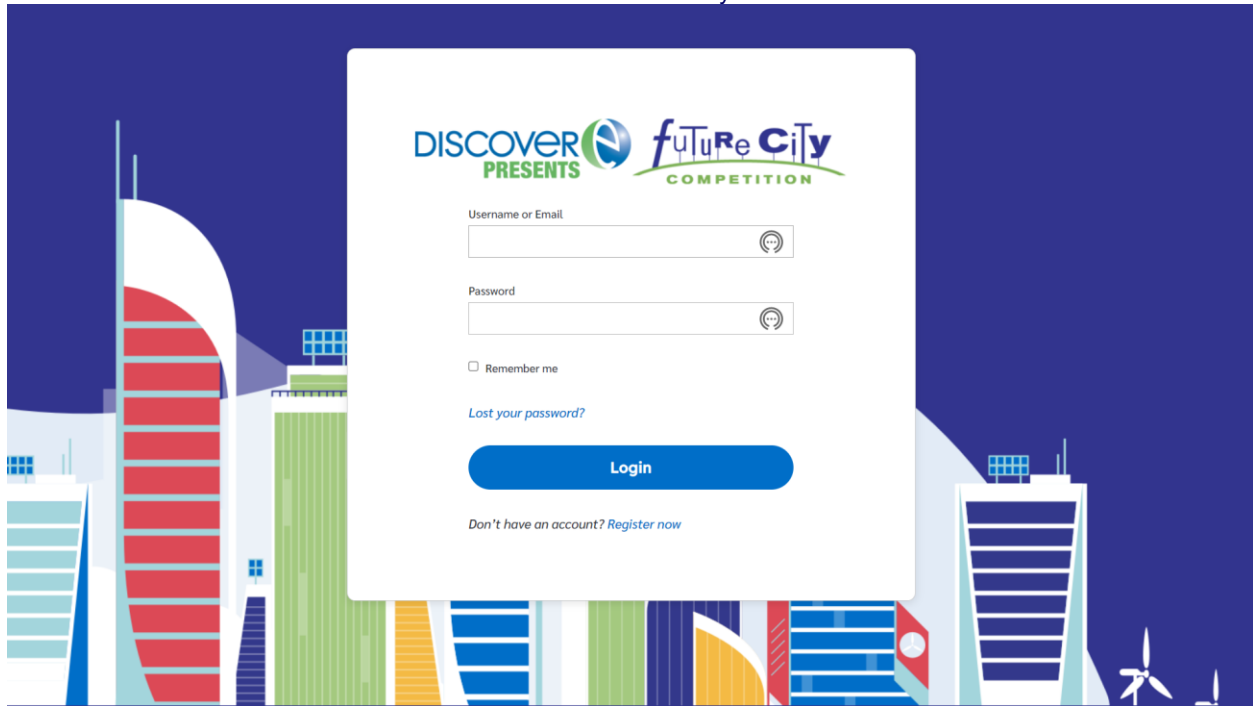 DISCOVER e
PRESENTS
FUTURE CITY
COMPETITION
Username or Email
Password
Remember me
Lost your password?
Login
Don't have an account? Register now